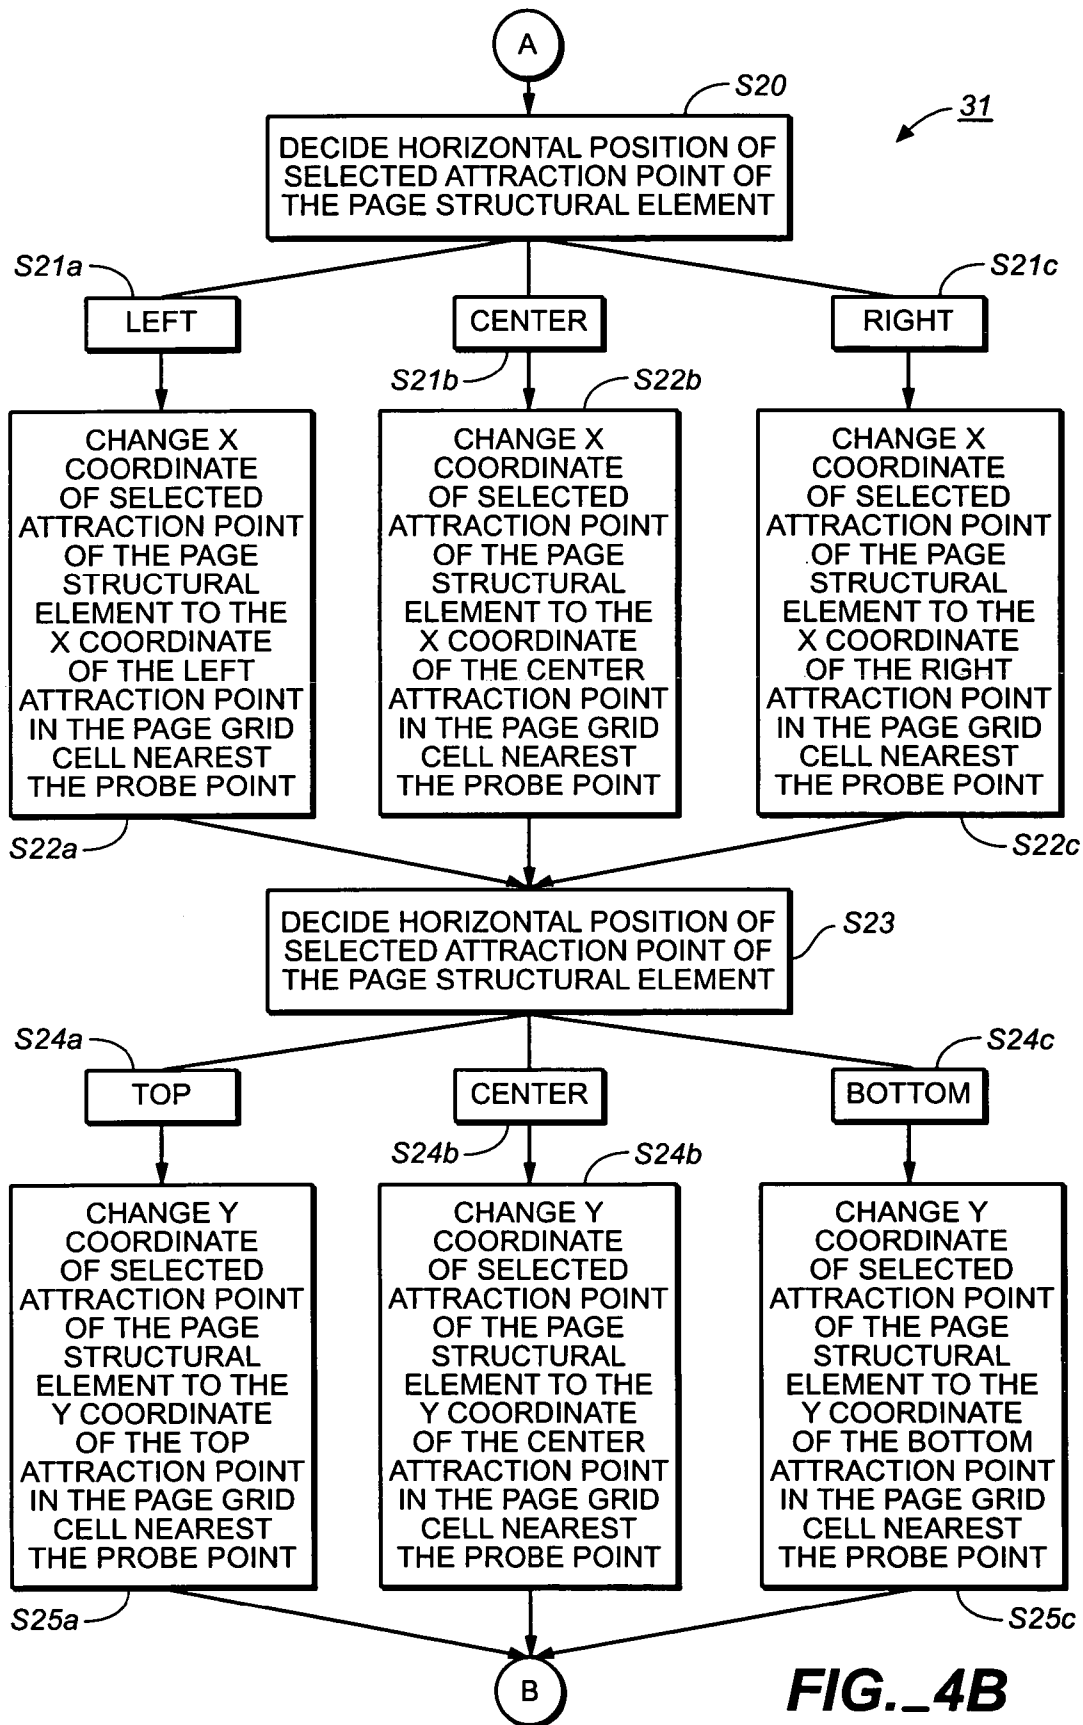 A
S20
31
DECIDE HORIZONTAL POSITION OF
SELECTED ATTRACTION POINT OF
THE PAGE STRUCTURAL ELEMENT
S21a
LEFT
CENTER
S21b
S21c
RIGHT
CHANGE X
COORDINATE
OF SELECTED
ATTRACTION POINT
OF THE PAGE
STRUCTURAL
ELEMENT TO THE
X COORDINATE
OF THE LEFT
ATTRACTION POINT
IN THE PAGE GRID
CELL NEAREST
THE PROBE POINT
S22a
S22b
CHANGE X
COORDINATE
OF SELECTED
ATTRACTION POINT
OF THE PAGE
STRUCTURAL
ELEMENT TO THE
X COORDINATE
OF THE CENTER
ATTRACTION POINT
IN THE PAGE GRID
CELL NEAREST
THE PROBE POINT
CHANGE X
COORDINATE
OF SELECTED
ATTRACTION POINT
OF THE PAGE
STRUCTURAL
ELEMENT TO THE
X COORDINATE
OF THE RIGHT
ATTRACTION POINT
IN THE PAGE GRID
CELL NEAREST
THE PROBE POINT
S22c
DECIDE HORIZONTAL POSITION OF
SELECTED ATTRACTION POINT OF
THE PAGE STRUCTURAL ELEMENT
S23
S24a
TOP
CENTER
S24b
S24c
BOTTOM
CHANGE Y
COORDINATE
OF SELECTED
ATTRACTION POINT
OF THE PAGE
STRUCTURAL
ELEMENT TO THE
Y COORDINATE
OF THE TOP
ATTRACTION POINT
IN THE PAGE GRID
CELL NEAREST
THE PROBE POINT
S25a
S24b
CHANGE Y
COORDINATE
OF SELECTED
ATTRACTION POINT
OF THE PAGE
STRUCTURAL
ELEMENT TO THE
Y COORDINATE
OF THE CENTER
ATTRACTION POINT
IN THE PAGE GRID
CELL NEAREST
THE PROBE POINT
CHANGE Y
COORDINATE
OF SELECTED
ATTRACTION POINT
OF THE PAGE
STRUCTURAL
ELEMENT TO THE
Y COORDINATE
OF THE BOTTOM
ATTRACTION POINT
IN THE PAGE GRID
CELL NEAREST
THE PROBE POINT
S25c
B
FIG._4B